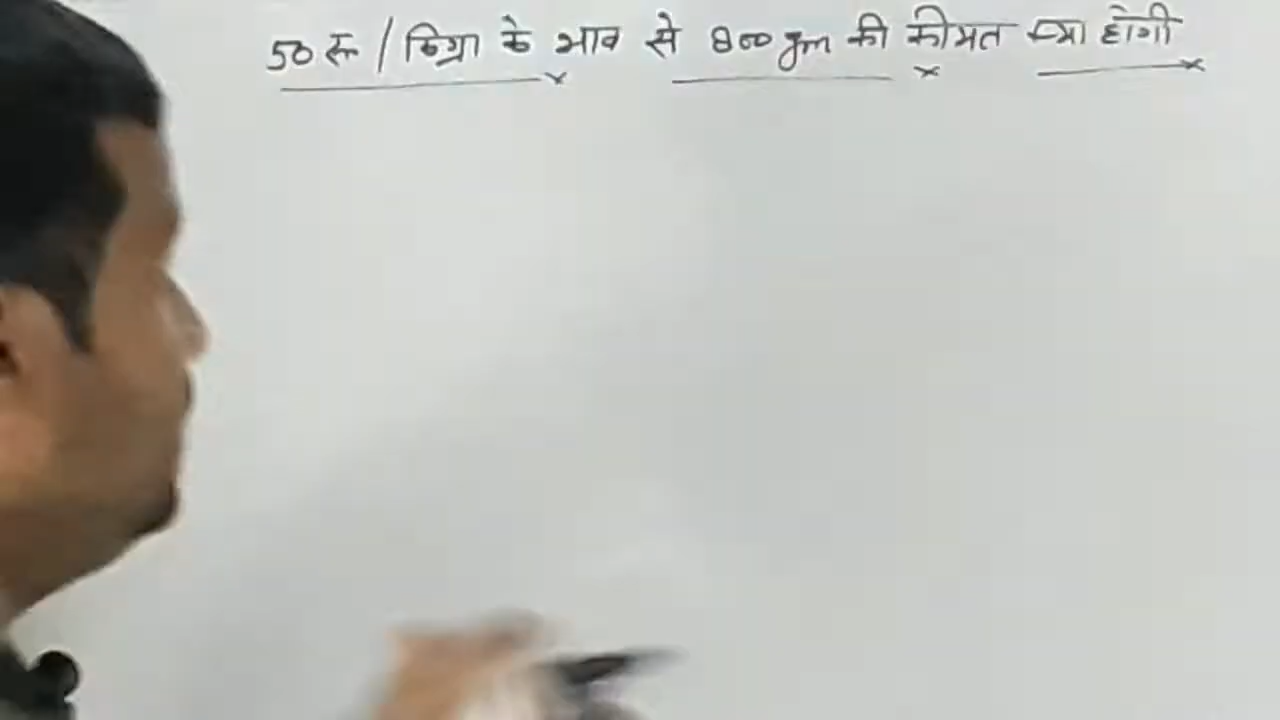 50 रू / किग्रा के भाव से 800 gm की कीमत क्या होगी